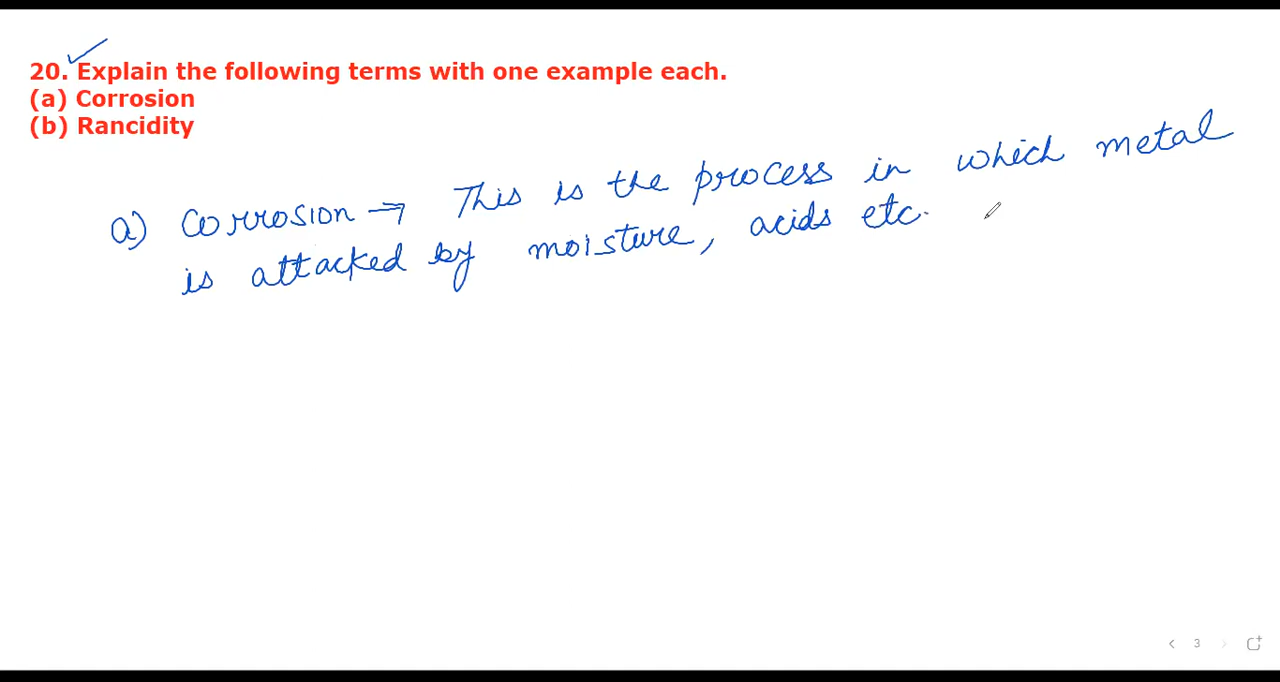 20. Explain the following terms with one example each.
(a) Corrosion
(b) Rancidity
a) Corrosion → This is the process in which metal
is attacked by moisture, acids etc.
3